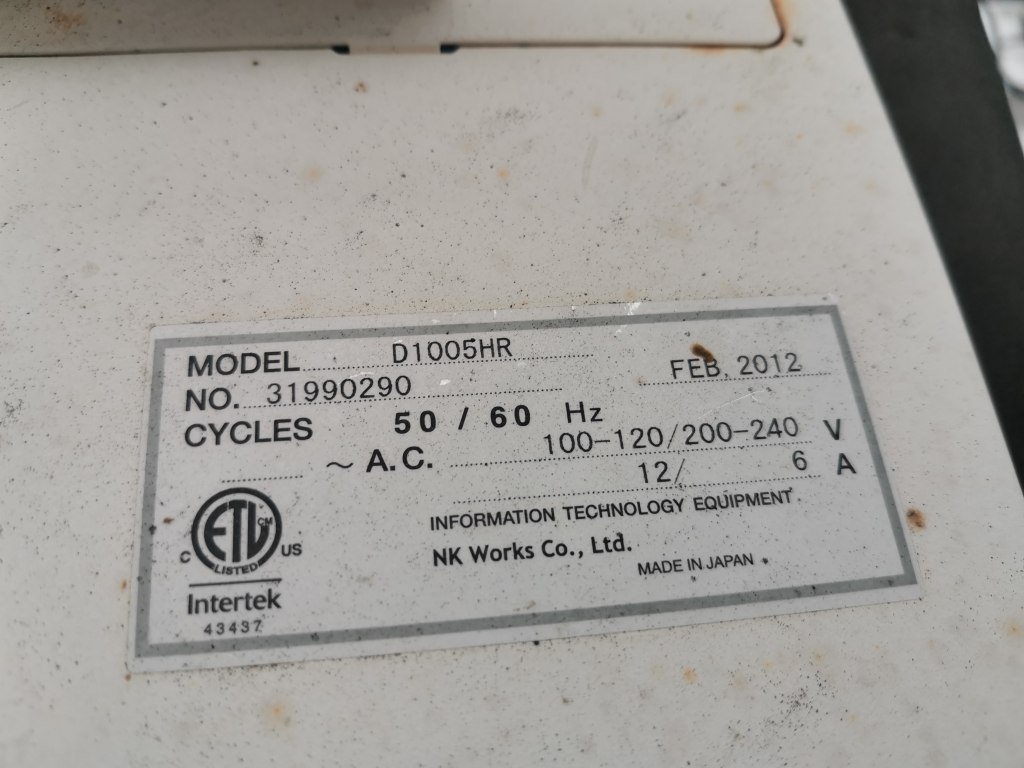 MODEL D1005HR
NO. 31990290 FEB. 2012
CYCLES 50 / 60 Hz
~ A.C. 100-120/200-240 V
12/ 6 A
INFORMATION TECHNOLOGY EQUIPMENT
NK Works Co., Ltd.
MADE IN JAPAN
ETL CM
C US
LISTED
Intertek
43437